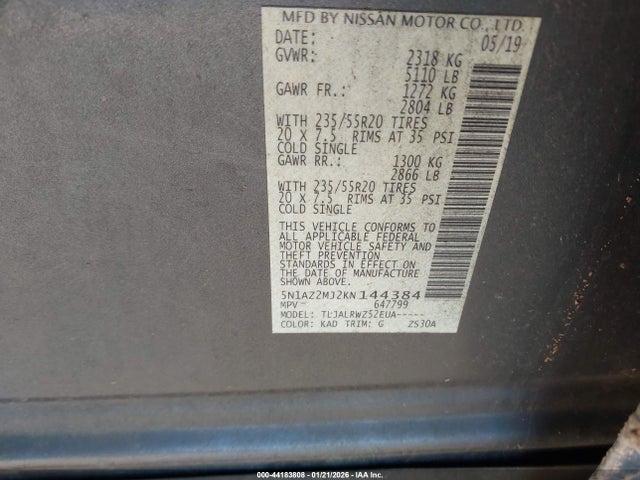 MFD BY NISSAN MOTOR CO., LTD.
DATE: 05/19
GVWR: 2318 KG
5110 LB
GAWR FR.: 1272 KG
2804 LB
WITH 235/55R20 TIRES
20 X 7.5 RIMS AT 35 PSI
COLD SINGLE
GAWR RR.: 1300 KG
2866 LB
WITH 235/55R20 TIRES
20 X 7.5 RIMS AT 35 PSI
COLD SINGLE
THIS VEHICLE CONFORMS TO
ALL APPLICABLE FEDERAL
MOTOR VEHICLE SAFETY AND
THEFT PREVENTION
STANDARDS IN EFFECT ON
THE DATE OF MANUFACTURE
SHOWN ABOVE.
5N1AZ2MJ2KN144384
MPV 647799
MODEL: TLJALRWZ52EUA-----
COLOR: KAD TRIM: G ZS30A
000-44183808 - 01/21/2026 - IAA Inc.